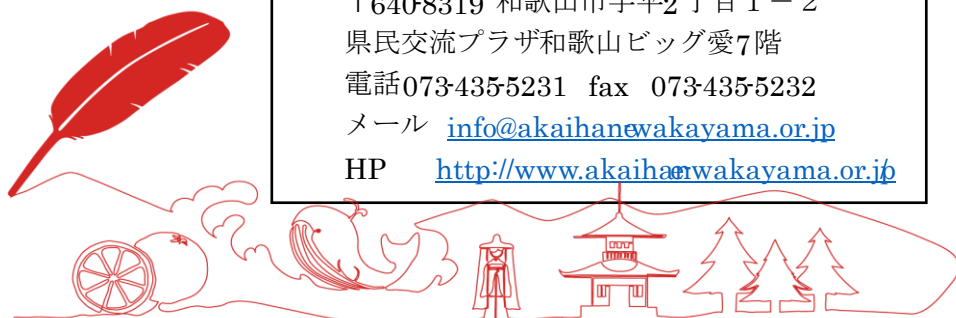 〒640-8319 和歌山市手平2丁目1－2
県民交流プラザ和歌山ビッグ愛7階
電話073-435-5231 fax 073-435-5232
メール info@akaihane-wakayama.or.jp
HP http://www.akaihane-wakayama.or.jp/